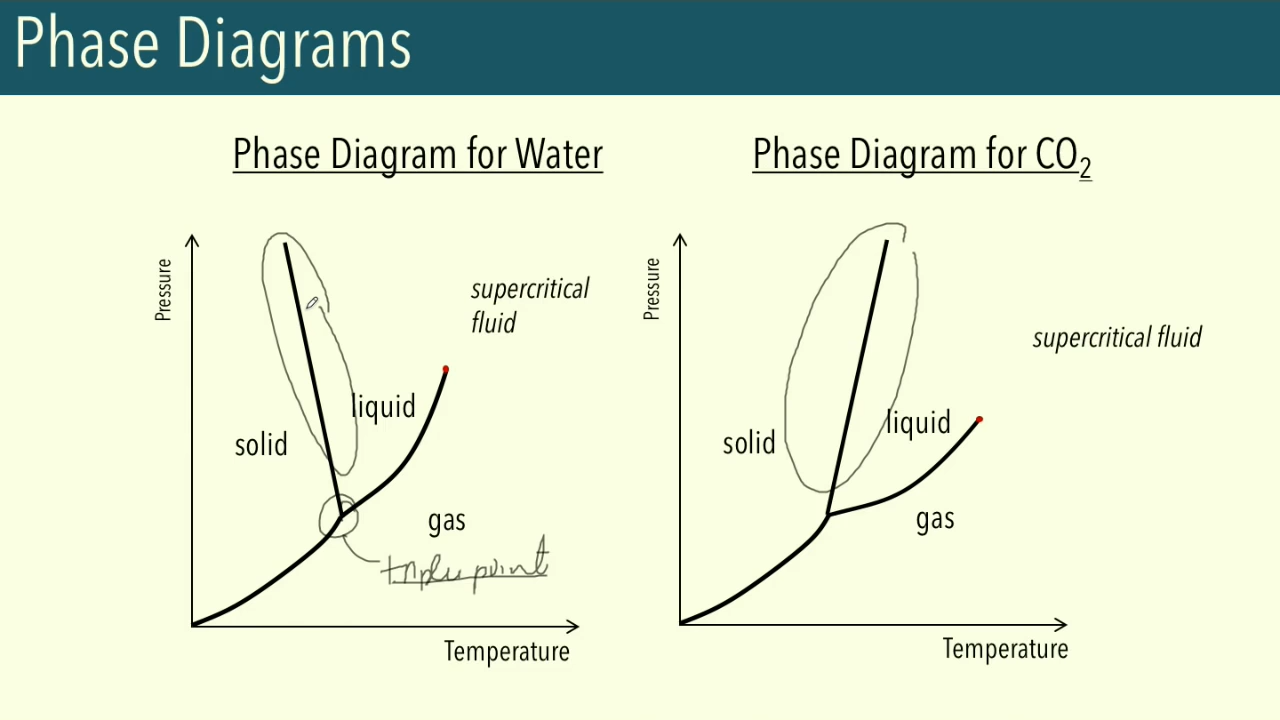 Phase Diagrams
Phase Diagram for Water
Pressure
supercritical
fluid
liquid
solid
gas
triple point
Temperature
Phase Diagram for CO₂
Pressure
supercritical fluid
liquid
solid
gas
Temperature